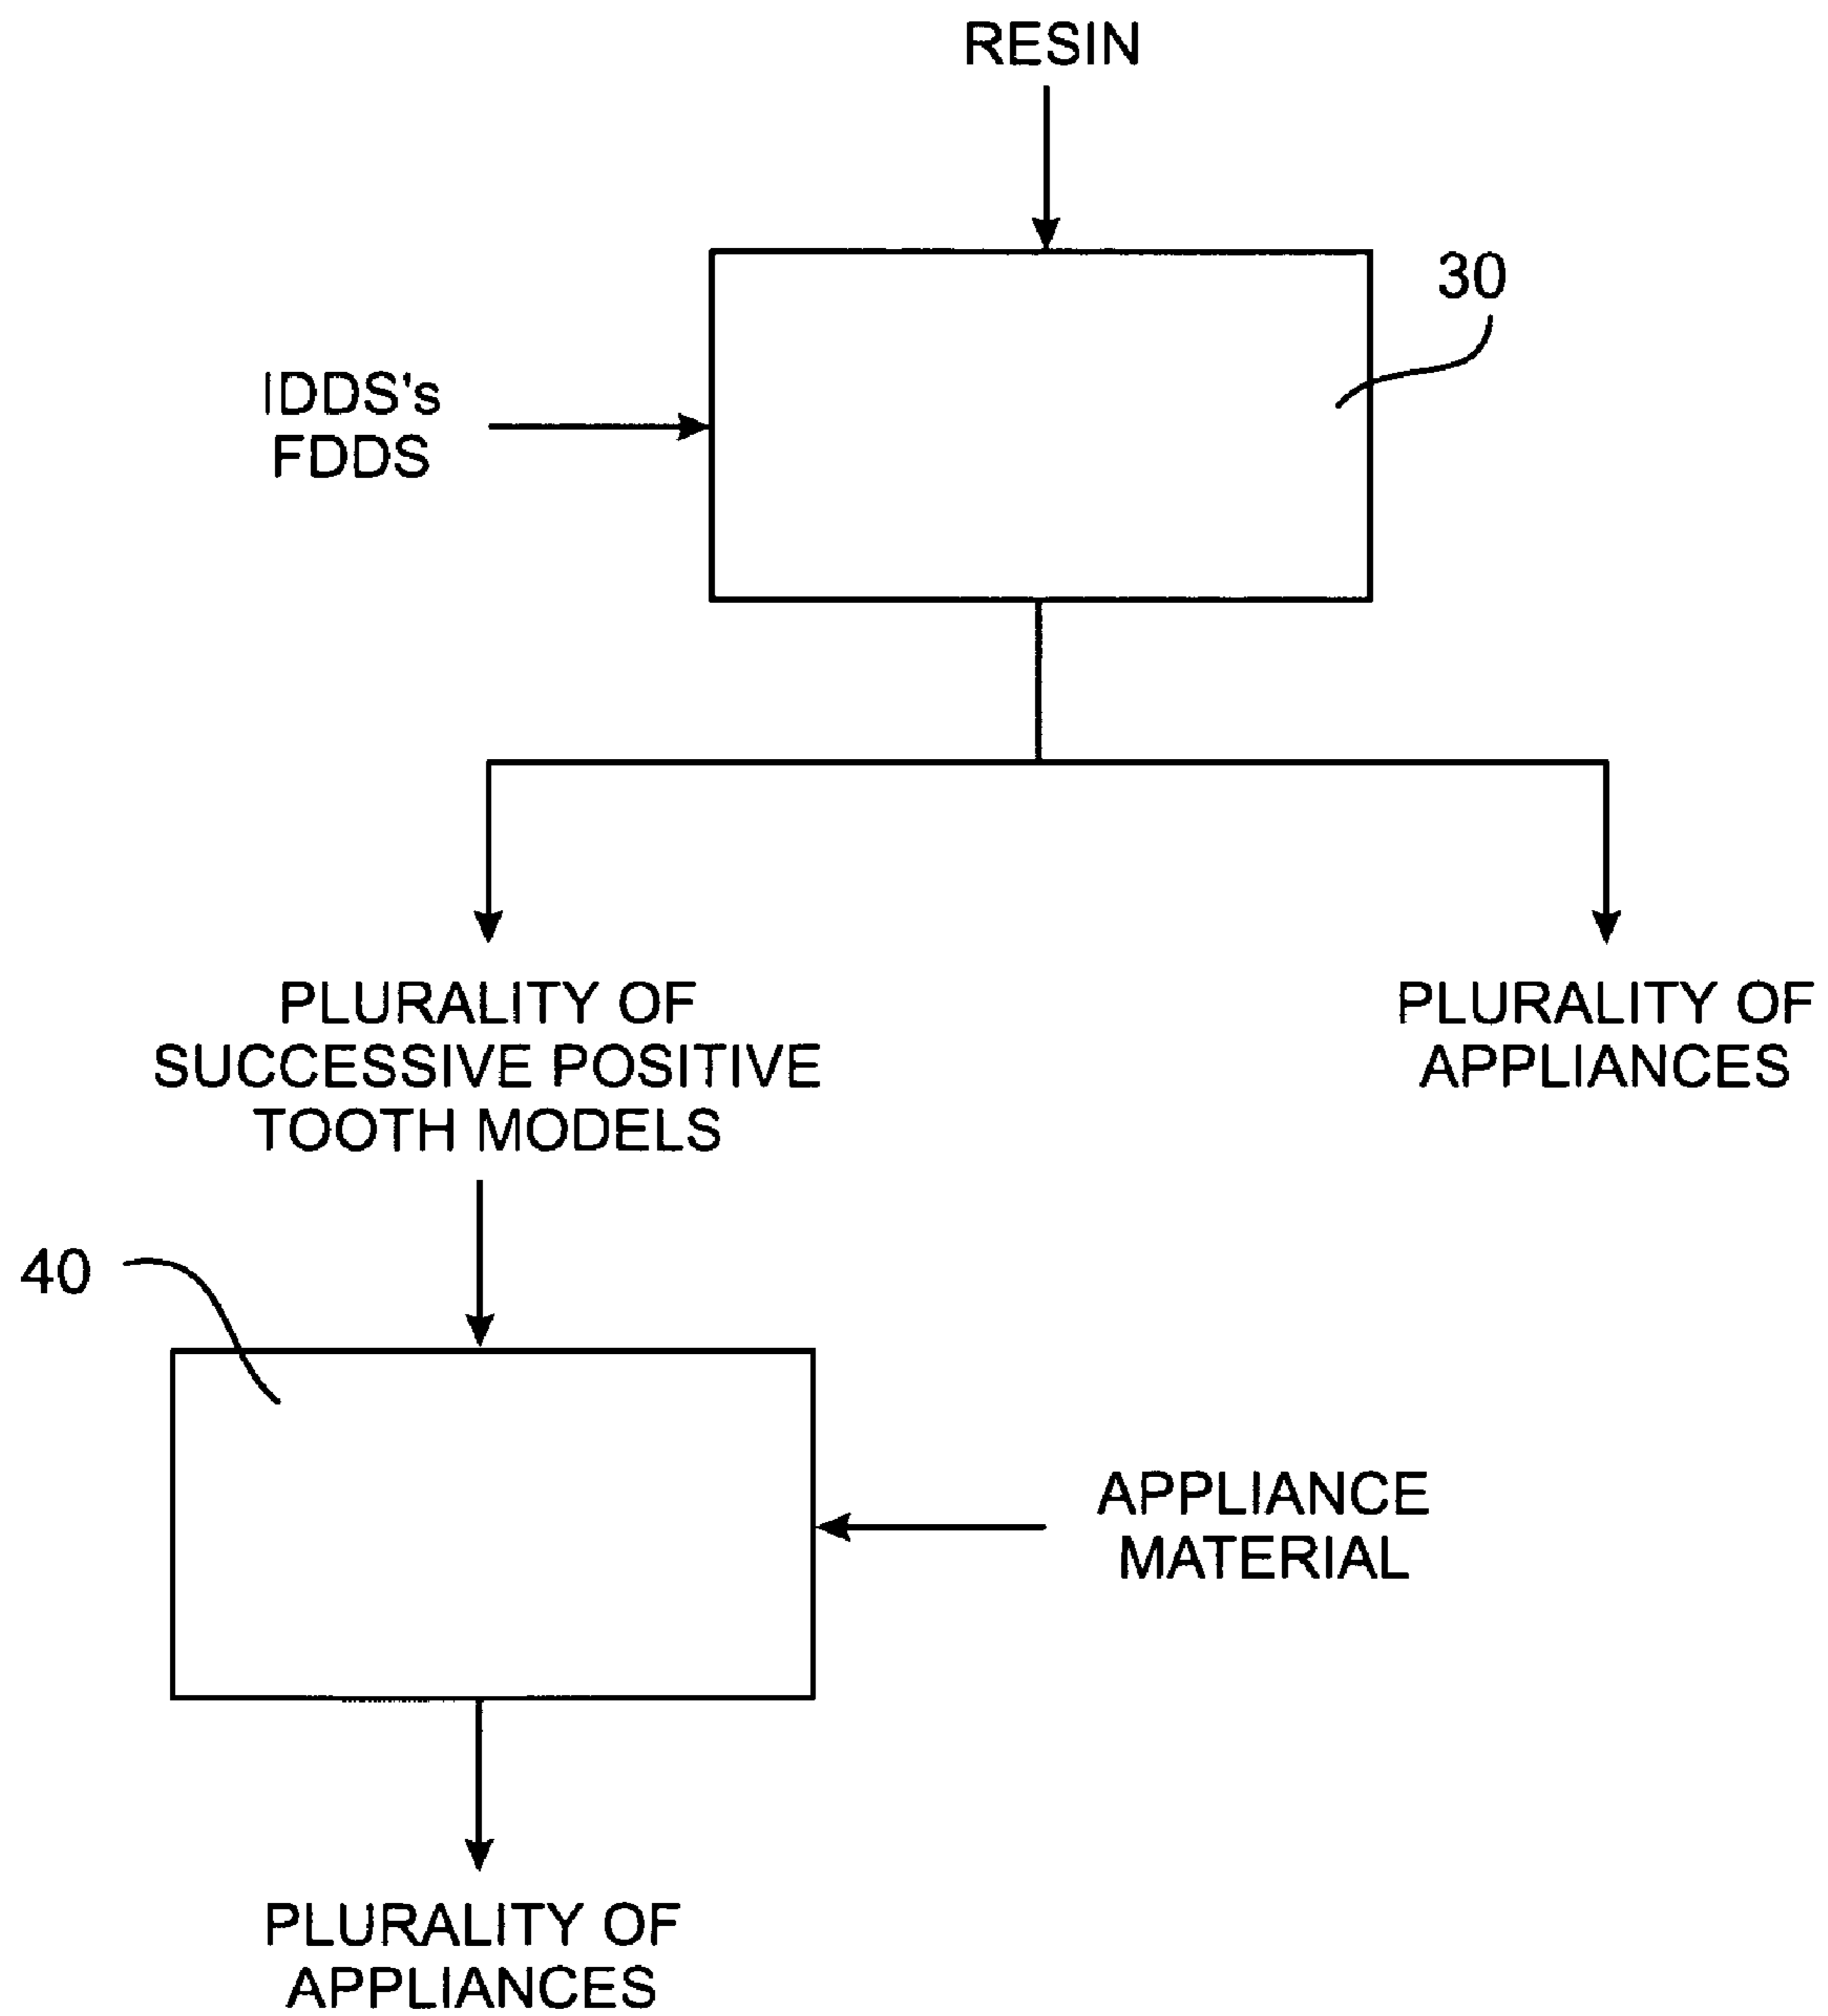 RESIN
30
IDDS's
FDDS
PLURALITY OF
SUCCESSIVE POSITIVE
TOOTH MODELS
PLURALITY OF
APPLIANCES
40
APPLIANCE
MATERIAL
PLURALITY OF
APPLIANCES